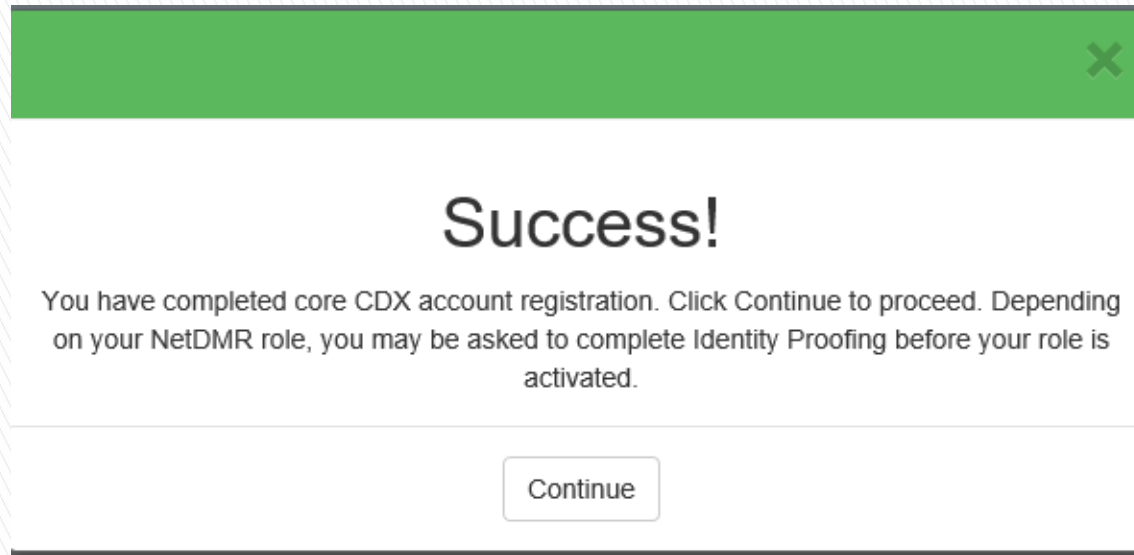 Success!
You have completed core CDX account registration. Click Continue to proceed. Depending
on your NetDMR role, you may be asked to complete Identity Proofing before your role is
activated.
Continue